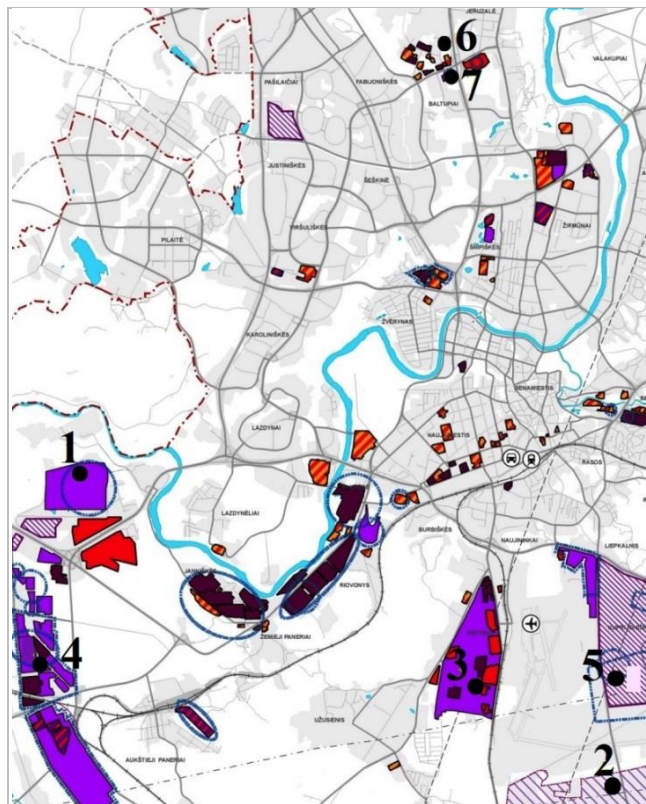 JERUZALĖ
6
VALAKUPIAI
PAŠILAIČIAI
FABIJONIŠKĖS
7
BALTUPIAI
JUSTINIŠKĖS
ŠEŠKINĖ
VIRŠULIŠKĖS
ŽIRMŪNAI
PILAITĖ
ŠNIPIŠKĖS
ŽVĖRYNAS
KAROLINIŠKĖS
SENAMIESTIS
LAZDYNAI
NAUJAMIESTIS
1
RASOS
LAZDYNĖLIAI
BURBIŠKĖS
NAUJININKAI
LIEPKALNIS
JANKIŠKĖS
RIOVONYS
ŽEMIEJI PANERIAI
4
3
5
UŽUSIENIS
AUKŠTIEJI PANERIAI
2